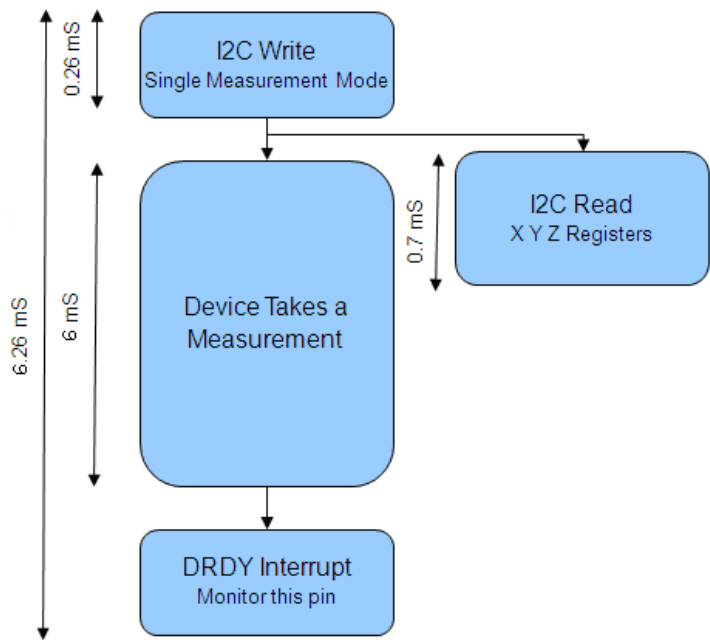 I2C Write
Single Measurement Mode
0.26 mS
I2C Read
X Y Z Registers
0.7 mS
Device Takes a
Measurement
6 mS
6.26 mS
DRDY Interrupt
Monitor this pin